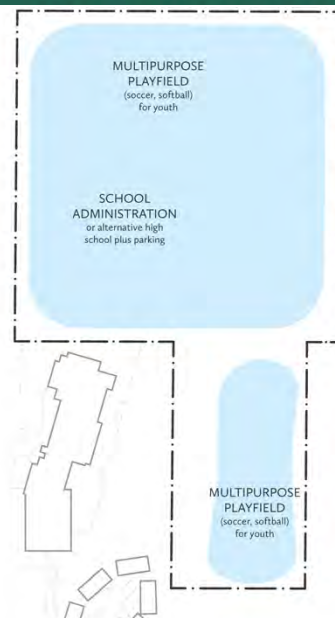 MULTIPURPOSE
PLAYFIELD
(soccer, softball)
for youth
SCHOOL
ADMINISTRATION
or alternative high
school plus parking
MULTIPURPOSE
PLAYFIELD
(soccer, softball)
for youth